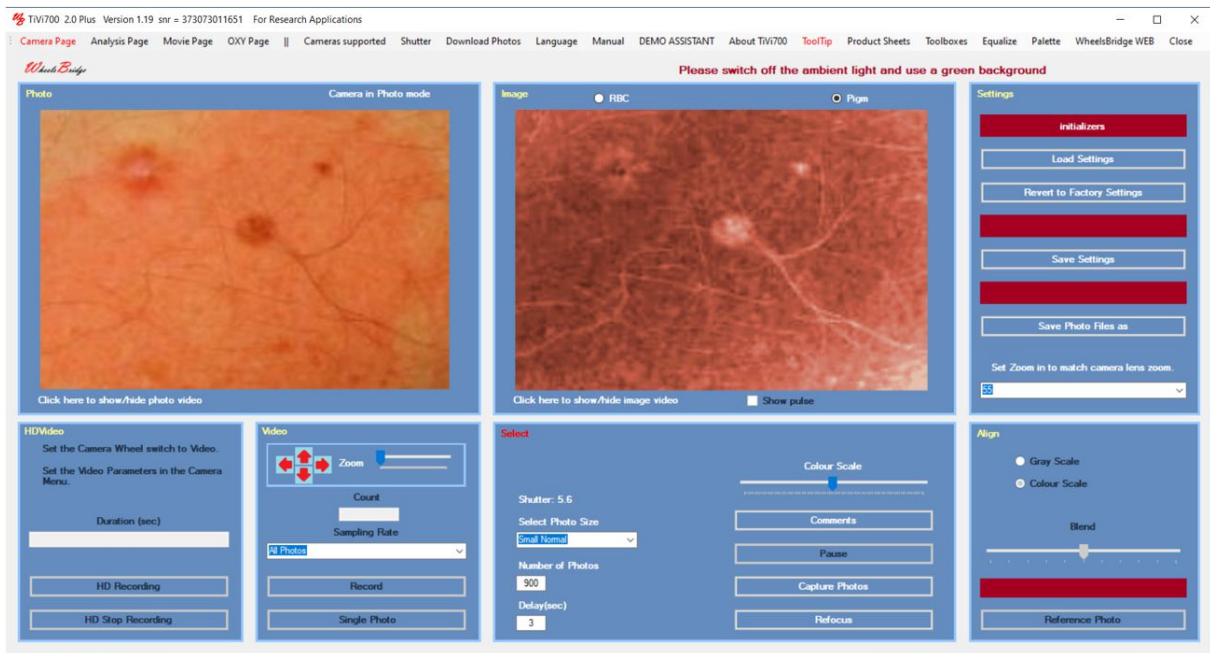 TiVi700 2.0 Plus Version 1.19 snr = 373073011651 For Research Applications
Camera Page Analysis Page Movie Page OXY Page || Cameras supported Shutter Download Photos Language Manual DEMO ASSISTANT About TiVi700 ToolTip Product Sheets Toolboxes Equalize Palette WheelsBridge WEB Close
WheelsBridge
Please switch off the ambient light and use a green background
Photo
Camera in Photo mode
Click here to show/hide photo video
Image
RBC
Pigm
Click here to show/hide image video
Show pulse
Settings
initializers
Load Settings
Revert to Factory Settings
Save Settings
Save Photo Files as
Set Zoom in to match camera lens zoom.
55
HDVideo
Set the Camera Wheel switch to Video.
Set the Video Parameters in the Camera
Menu.
Duration (sec)
HD Recording
HD Stop Recording
Video
Zoom
Count
Sampling Rate
All Photos
Record
Single Photo
Select
Shutter: 5.6
Select Photo Size
Small Normal
Number of Photos
900
Delay(sec)
3
Colour Scale
Comments
Pause
Capture Photos
Refocus
Align
Gray Scale
Colour Scale
Blend
Reference Photo